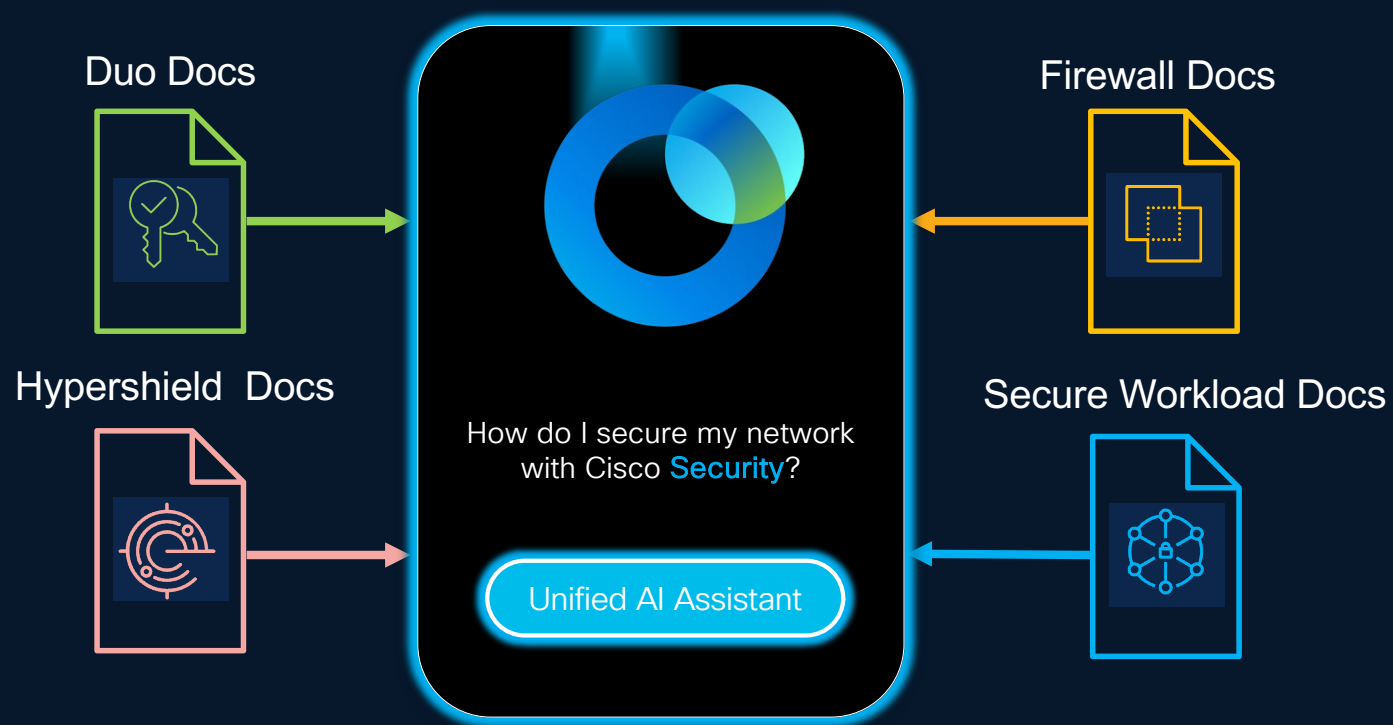 Duo Docs
Firewall Docs
Hypershield Docs
Secure Workload Docs
How do I secure my network
with Cisco Security?
Unified AI Assistant